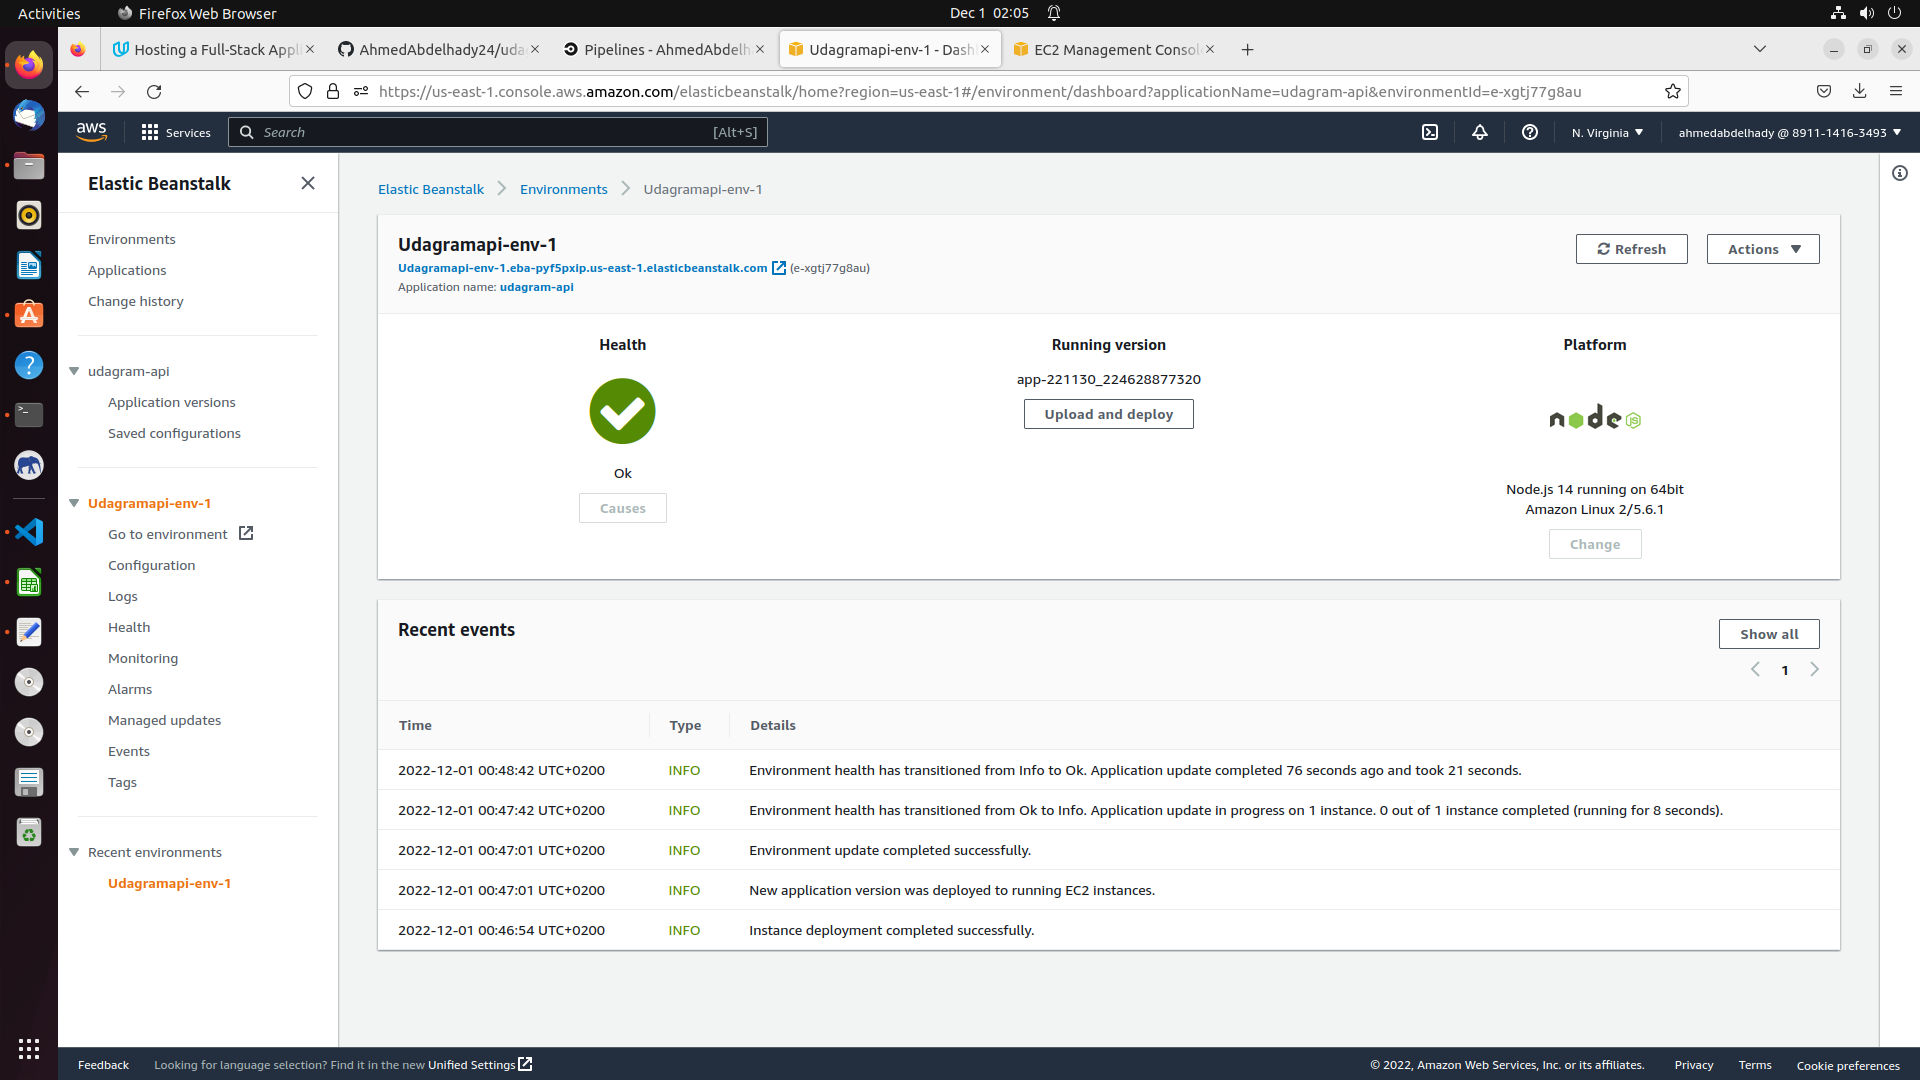 Activities
Firefox Web Browser
Dec 1 02:05
Hosting a Full-Stack Appl
AhmedAbdelhady24/uda
Pipelines - AhmedAbdelh
Udagramapi-env-1 - Dash
EC2 Management Consol
https://us-east-1.console.aws.amazon.com/elasticbeanstalk/home?region=us-east-1#/environment/dashboard?applicationName=udagram-api&environmentId=e-xgtj77g8au
aws
Services
Search
[Alt+S]
N. Virginia
ahmedabdelhady @ 8911-1416-3493
Elastic Beanstalk
Environments
Applications
Change history
udagram-api
Application versions
Saved configurations
Udagramapi-env-1
Go to environment
Configuration
Logs
Health
Monitoring
Alarms
Managed updates
Events
Tags
Recent environments
Udagramapi-env-1
Elastic Beanstalk
Environments
Udagramapi-env-1
Udagramapi-env-1
Udagramapi-env-1.eba-pyf5pxip.us-east-1.elasticbeanstalk.com (e-xgtj77g8au)
Application name: udagram-api
Refresh
Actions
Health
Ok
Causes
Running version
app-221130_224628877320
Upload and deploy
Platform
node
JS
Node.js 14 running on 64bit
Amazon Linux 2/5.6.1
Change
Recent events
Show all
1
Time Type Details
2022-12-01 00:48:42 UTC+0200 INFO Environment health has transitioned from Info to Ok. Application update completed 76 seconds ago and took 21 seconds.
2022-12-01 00:47:42 UTC+0200 INFO Environment health has transitioned from Ok to Info. Application update in progress on 1 instance. 0 out of 1 instance completed (running for 8 seconds).
2022-12-01 00:47:01 UTC+0200 INFO Environment update completed successfully.
2022-12-01 00:47:01 UTC+0200 INFO New application version was deployed to running EC2 instances.
2022-12-01 00:46:54 UTC+0200 INFO Instance deployment completed successfully.
Feedback
Looking for language selection? Find it in the new Unified Settings
© 2022, Amazon Web Services, Inc. or its affiliates.
Privacy
Terms
Cookie preferences